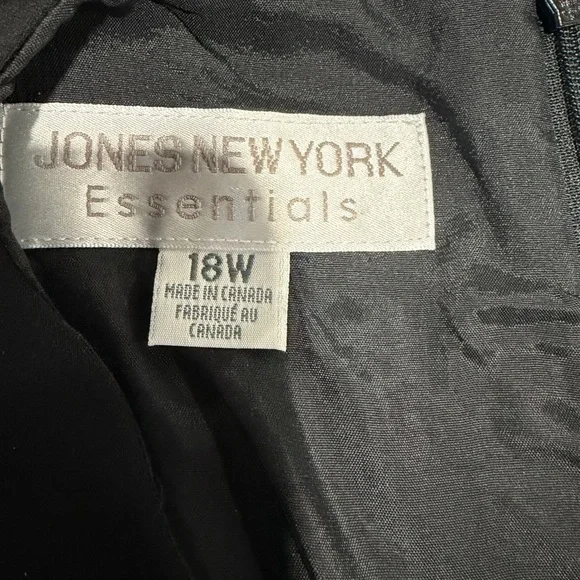 JONES NEW YORK
Essentials
18W
MADE IN CANADA
FABRIQUÉ AU
CANADA